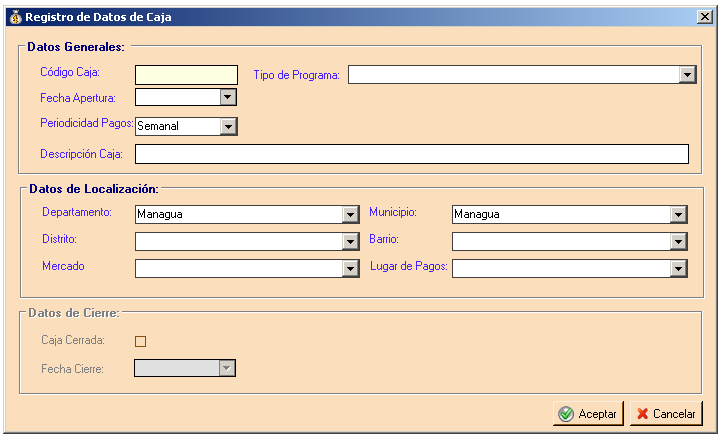 Registro de Datos de Caja
Datos Generales:
Código Caja:
Tipo de Programa:
Fecha Apertura:
Periodicidad Pagos: Semanal
Descripción Caja:
Datos de Localización:
Departamento: Managua Municipio: Managua
Distrito: Barrio:
Mercado Lugar de Pagos:
Datos de Cierre:
Caja Cerrada:
Fecha Cierre:
Aceptar Cancelar